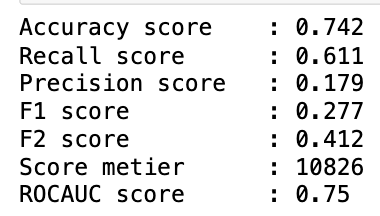 Accuracy score : 0.742
Recall score : 0.611
Precision score : 0.179
F1 score : 0.277
F2 score : 0.412
Score metier : 10826
ROCAUC score : 0.75